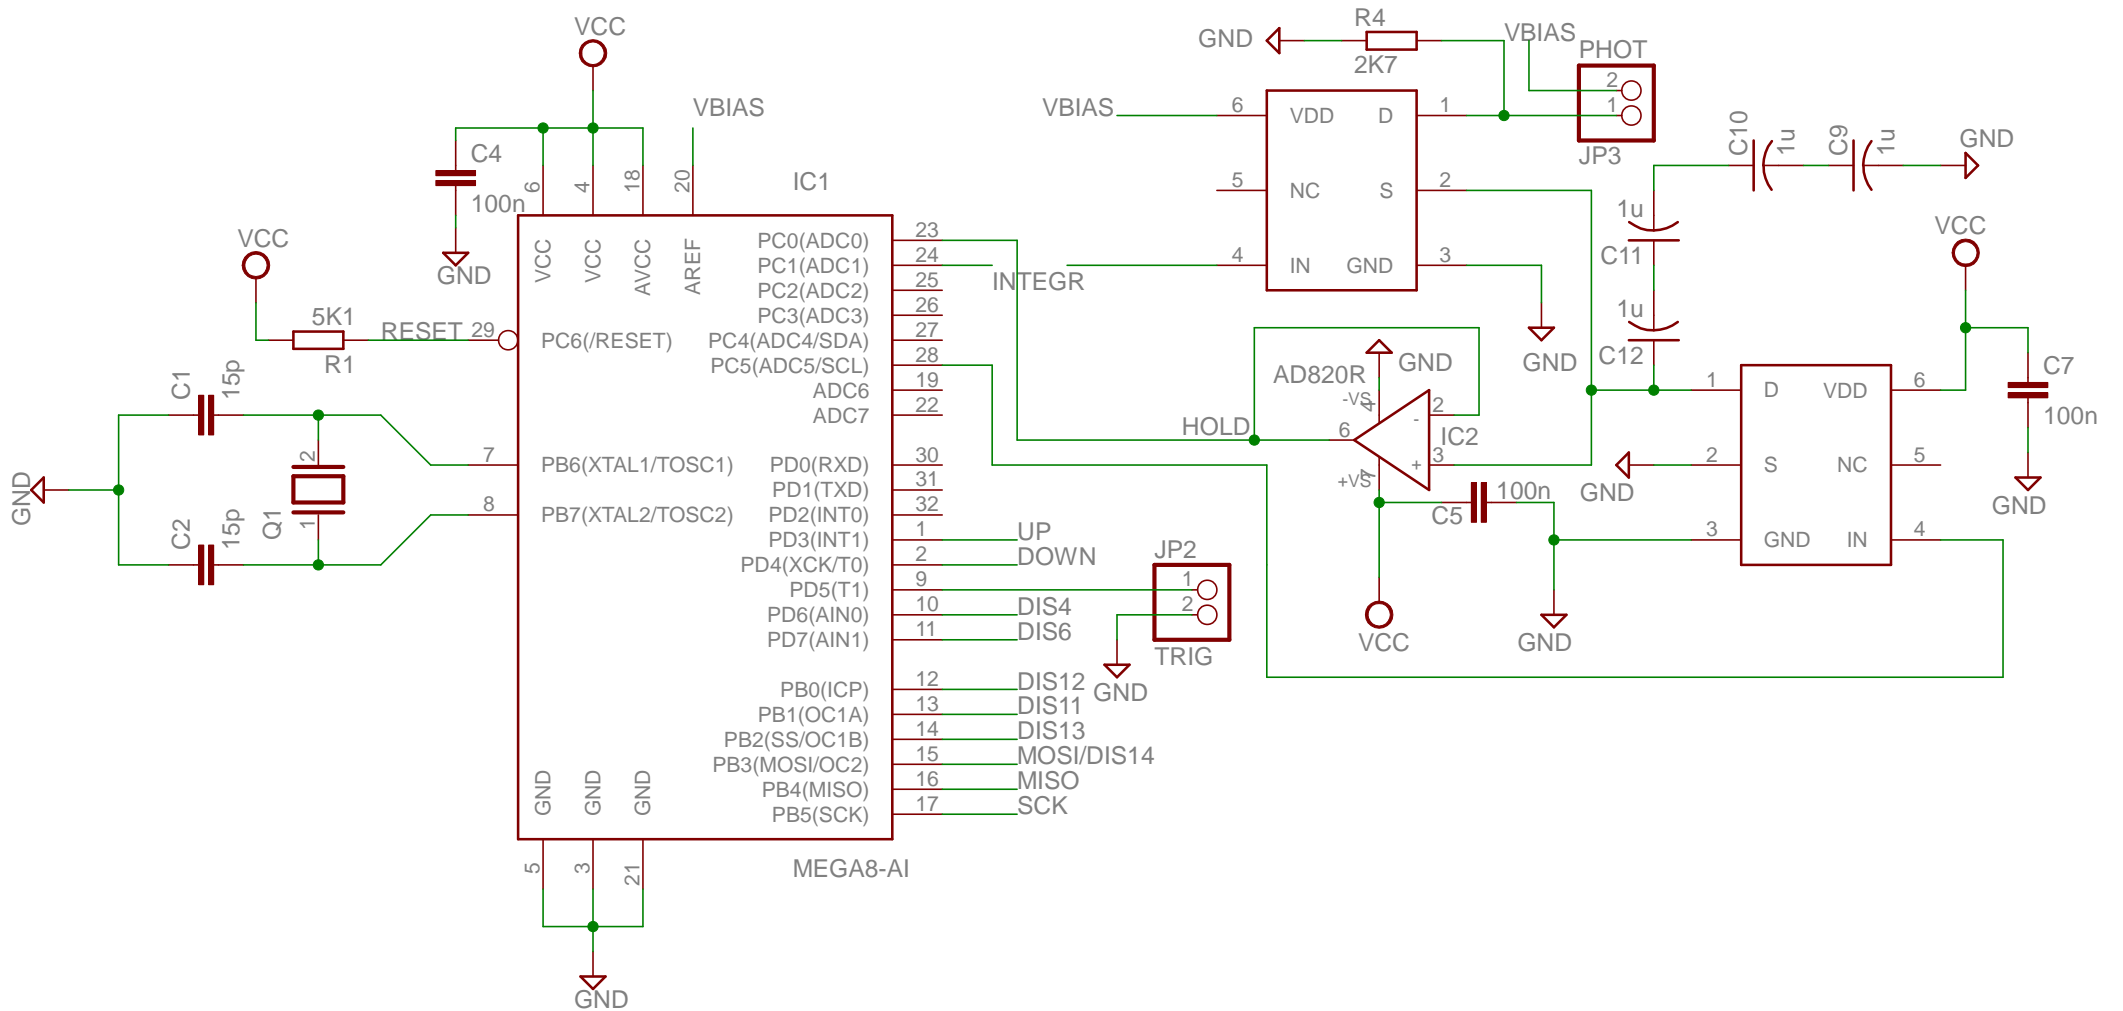 VCC
VBIAS
C4
100n
GND
6
4
18
20
IC1
VCC
VCC
AVCC
AREF
VCC
5K1
R1
RESET
29
PC6(/RESET)
C1
15p
C2
15p
GND
Q1
2
1
7
PB6(XTAL1/TOSC1)
8
PB7(XTAL2/TOSC2)
PC0(ADC0)
23
PC1(ADC1)
24
PC2(ADC2)
25
PC3(ADC3)
26
PC4(ADC4/SDA)
27
PC5(ADC5/SCL)
28
ADC6
19
ADC7
22
PD0(RXD)
30
PD1(TXD)
31
PD2(INT0)
32
PD3(INT1)
1
UP
PD4(XCK/T0)
2
DOWN
PD5(T1)
9
PD6(AIN0)
10
DIS4
PD7(AIN1)
11
DIS6
PB0(ICP)
12
DIS12
PB1(OC1A)
13
DIS11
PB2(SS/OC1B)
14
DIS13
PB3(MOSI/OC2)
15
MOSI/DIS14
PB4(MISO)
16
MISO
PB5(SCK)
17
SCK
GND
GND
GND
5
3
21
MEGA8-AI
GND
INTEGR
JP2
1
2
TRIG
GND
GND
R4
2K7
VBIAS
PHOT
2
1
JP3
VBIAS
6
VDD
D
1
5
NC
S
2
4
IN
GND
3
GND
C10
1u
C9
1u
GND
1u
C11
1u
C12
GND
AD820R
-VS
4
2
-
HOLD
6
IC2
+
3
+VS
7
C5
100n
VCC
GND
GND
VCC
1
D
VDD
6
2
S
NC
5
3
GND
IN
4
C7
100n
GND